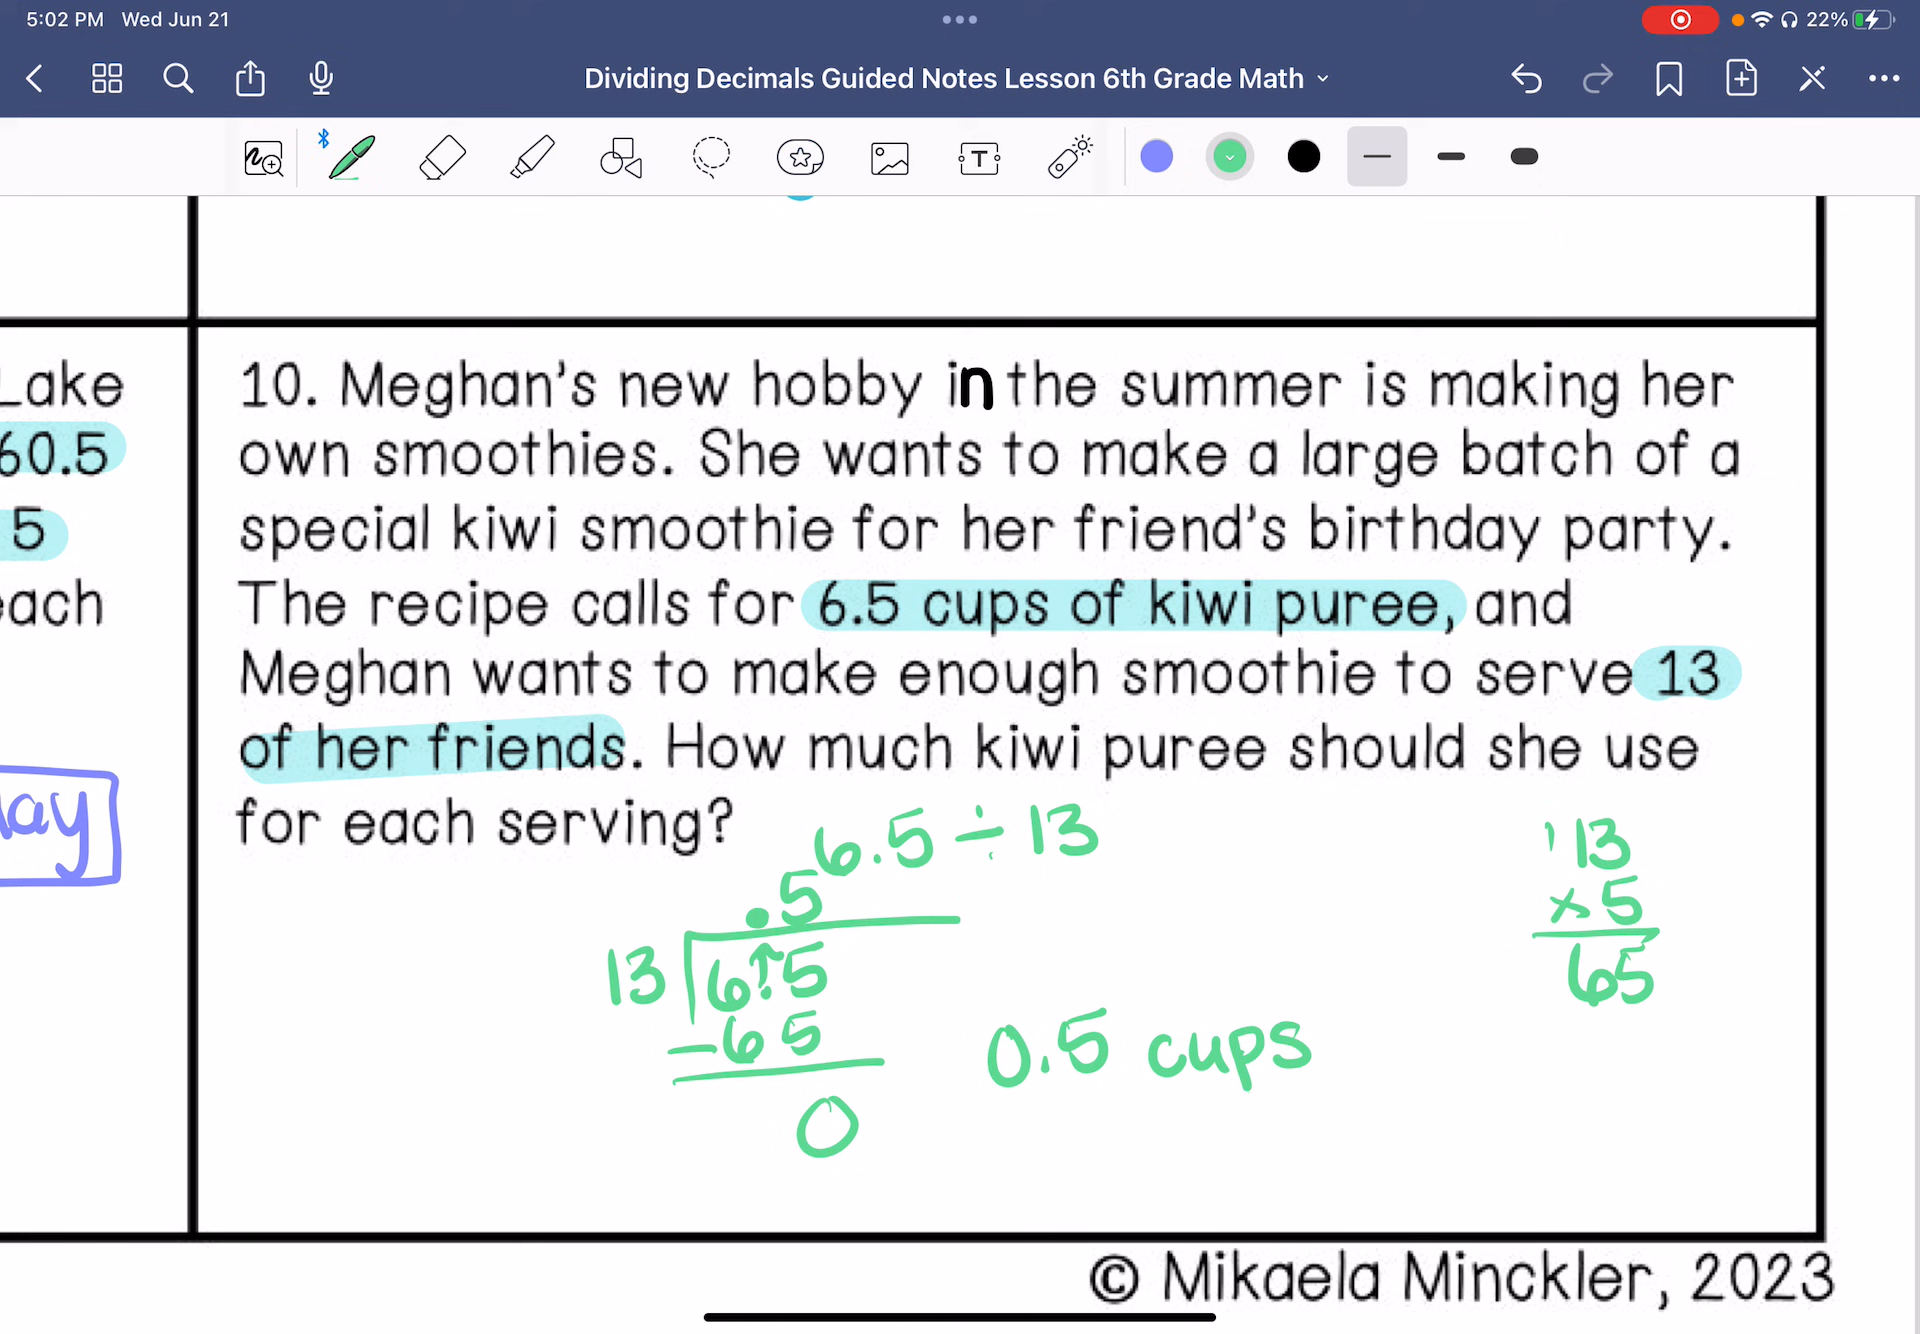 5:02 PM Wed Jun 21
22%
Dividing Decimals Guided Notes Lesson 6th Grade Math
T
Lake
60.5
5
each
ay
10. Meghan's new hobby in the summer is making her
own smoothies. She wants to make a large batch of a
special kiwi smoothie for her friend's birthday party.
The recipe calls for 6.5 cups of kiwi puree, and
Meghan wants to make enough smoothie to serve 13
of her friends. How much kiwi puree should she use
for each serving?
6.5 ÷ 13
.5
13 6.5
-65
0
0.5 cups
1 13
×5
65
© Mikaela Minckler, 2023